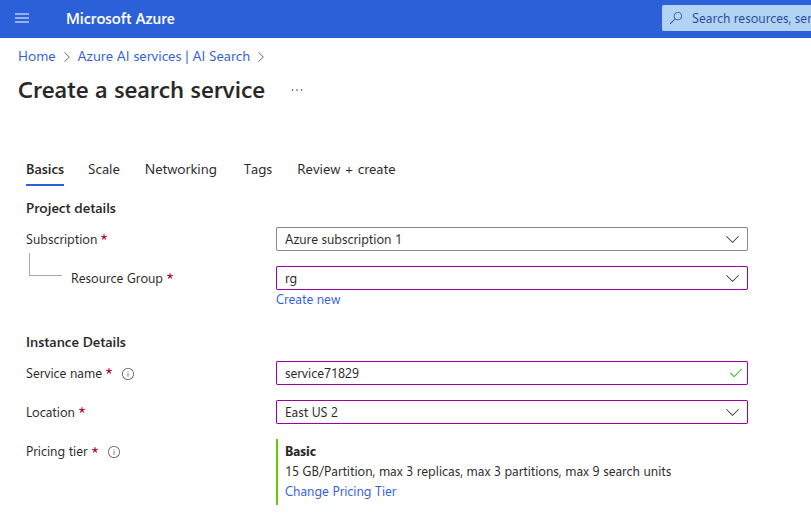 Microsoft Azure
Search resources, ser
Home > Azure AI services | AI Search >
Create a search service ...
Basics Scale Networking Tags Review + create
Project details
Subscription * Azure subscription 1
Resource Group * rg
Create new
Instance Details
Service name * service71829
Location * East US 2
Pricing tier * Basic
15 GB/Partition, max 3 replicas, max 3 partitions, max 9 search units
Change Pricing Tier